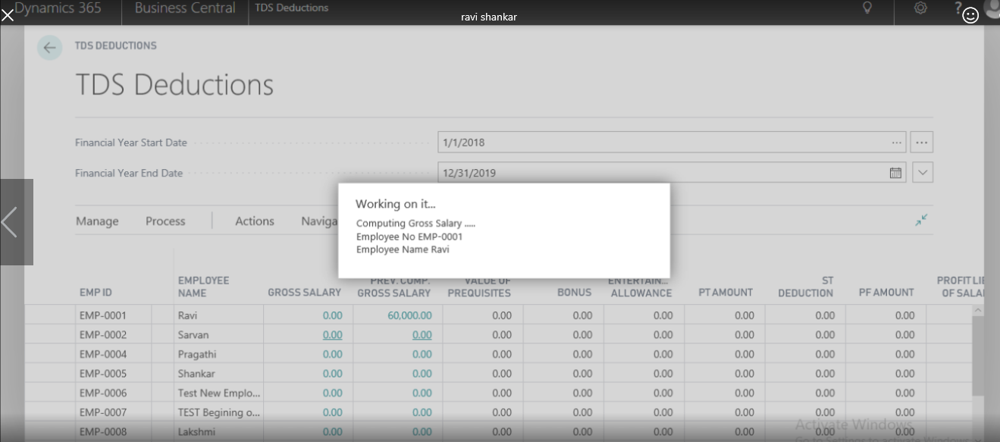 Dynamics 365 Business Central TDS Deductions ?
ravi shankar
TDS DEDUCTIONS
TDS Deductions
Financial Year Start Date 1/1/2018 ... ...
Financial Year End Date 12/31/2019
Working on it...
Computing Gross Salary .....
Employee No EMP-0001
Employee Name Ravi
Manage Process Actions Naviga
EMP ID EMPLOYEE NAME GROSS SALARY PREV. COMP. GROSS SALARY VALUE OF PREQUISITES BONUS ENTERTAIN... ALLOWANCE PT AMOUNT ST DEDUCTION PF AMOUNT PROFIT LIE OF SALA
EMP-0001 Ravi 0.00 60,000.00 0.00 0.00 0.00 0.00 0.00 0.00
EMP-0002 Sarvan 0.00 0.00 0.00 0.00 0.00 0.00 0.00 0.00
EMP-0004 Pragathi 0.00 0.00 0.00 0.00 0.00 0.00 0.00 0.00
EMP-0005 Shankar 0.00 0.00 0.00 0.00 0.00 0.00 0.00 0.00
EMP-0006 Test New Emplo... 0.00 0.00 0.00 0.00 0.00 0.00 0.00 0.00
EMP-0007 TEST Begining o... 0.00 0.00 0.00 0.00 0.00 0.00 0.00 0.00
EMP-0008 Lakshmi 0.00 0.00 0.00 0.00 0.00 0.00 0.00 0.00
Activate Windows